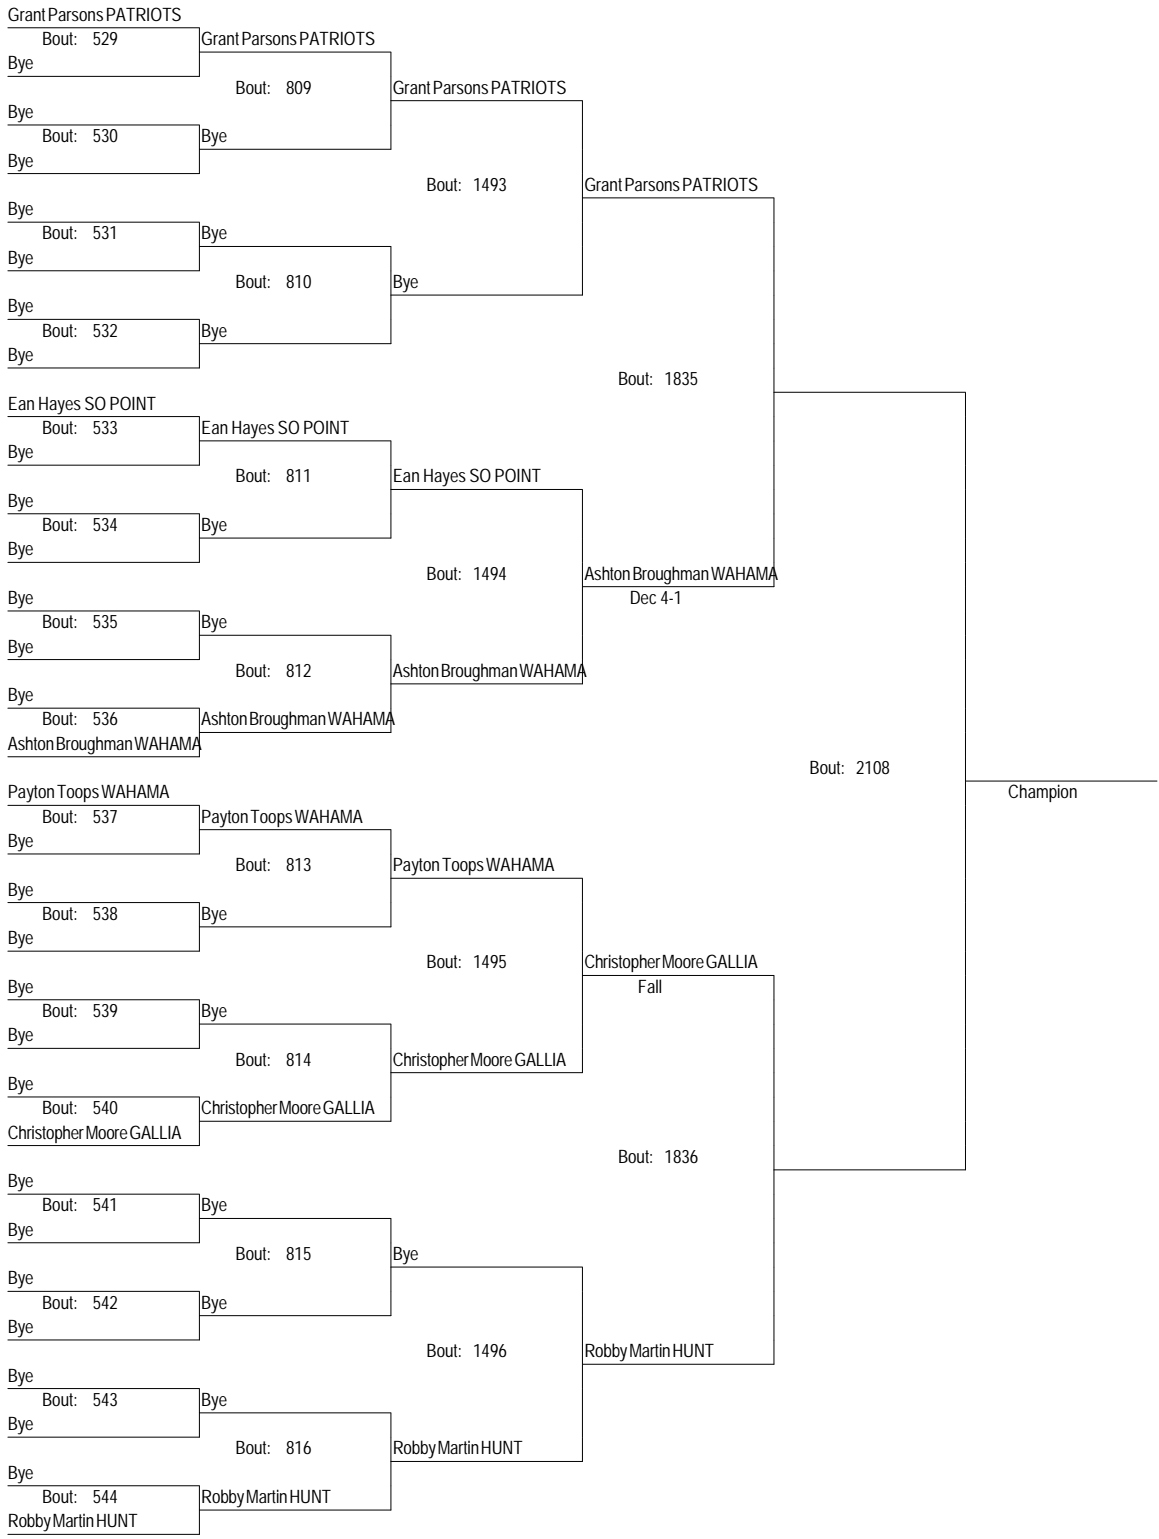 Grant Parsons PATRIOTS
Bout: 529
Grant Parsons PATRIOTS
Bye
Bout: 809
Grant Parsons PATRIOTS
Bye
Bout: 530
Bye
Bye
Bout: 1493
Grant Parsons PATRIOTS
Bye
Bout: 531
Bye
Bye
Bout: 810
Bye
Bye
Bout: 532
Bye
Bye
Bout: 1835
Ean Hayes SO POINT
Bout: 533
Ean Hayes SO POINT
Bye
Bout: 811
Ean Hayes SO POINT
Bye
Bout: 534
Bye
Bye
Bout: 1494
Ashton Broughman WAHAMA
Dec 4-1
Bye
Bout: 535
Bye
Bye
Bout: 812
Ashton Broughman WAHAMA
Bye
Bout: 536
Ashton Broughman WAHAMA
Ashton Broughman WAHAMA
Bout: 2108
Champion
Payton Toops WAHAMA
Bout: 537
Payton Toops WAHAMA
Bye
Bout: 813
Payton Toops WAHAMA
Bye
Bout: 538
Bye
Bye
Bout: 1495
Christopher Moore GALLIA
Fall
Bye
Bout: 539
Bye
Bye
Bout: 814
Christopher Moore GALLIA
Bye
Bout: 540
Christopher Moore GALLIA
Christopher Moore GALLIA
Bout: 1836
Bye
Bout: 541
Bye
Bye
Bout: 815
Bye
Bye
Bout: 542
Bye
Bye
Bout: 1496
Robby Martin HUNT
Bye
Bout: 543
Bye
Bye
Bout: 816
Robby Martin HUNT
Bye
Bout: 544
Robby Martin HUNT
Robby Martin HUNT